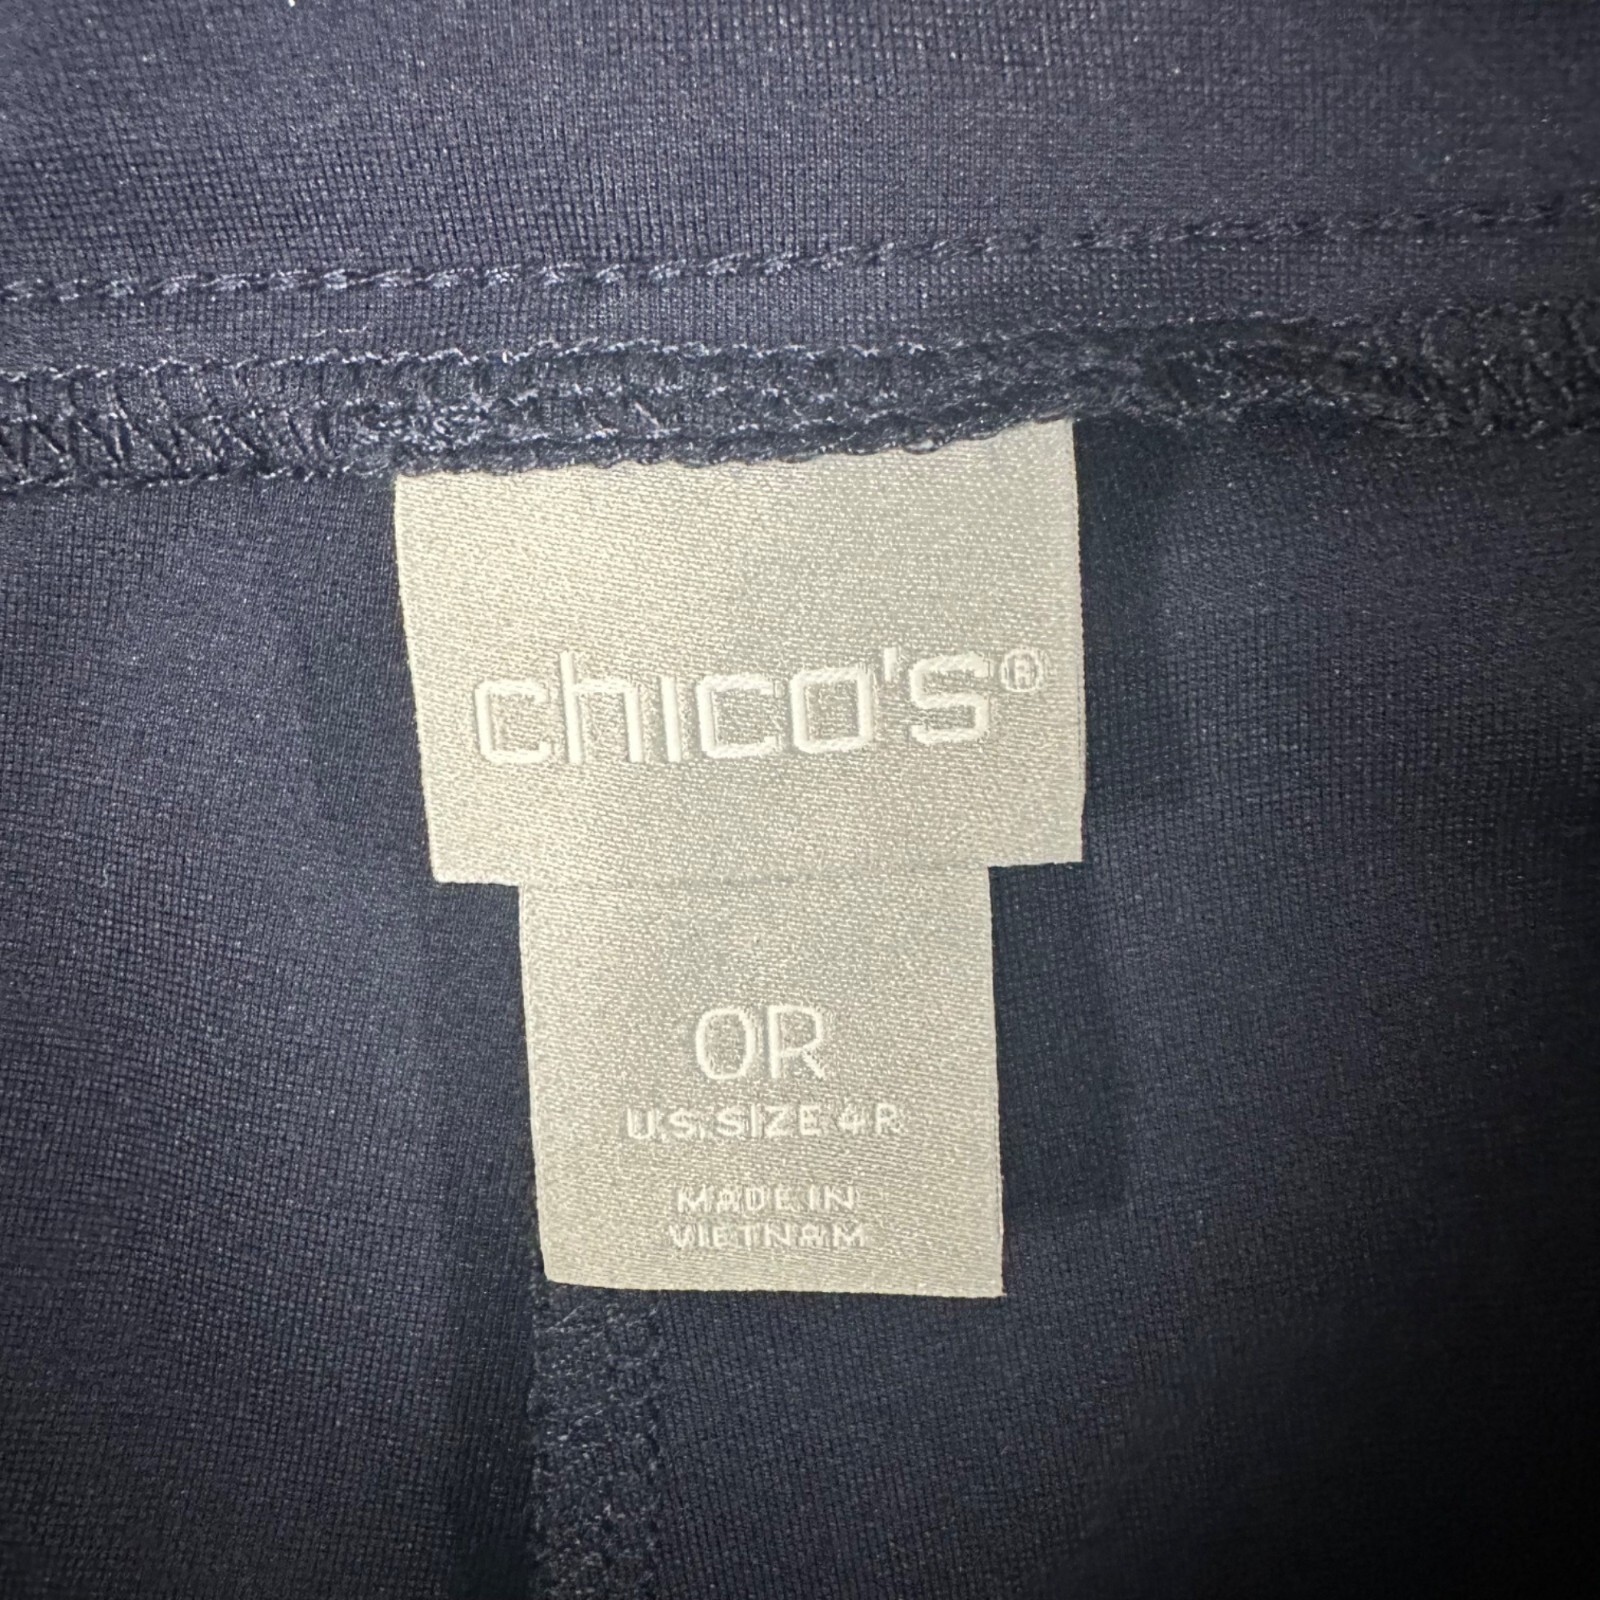 chico's®
0R
U.S. SIZE 4R
MADE IN
VIETNAM